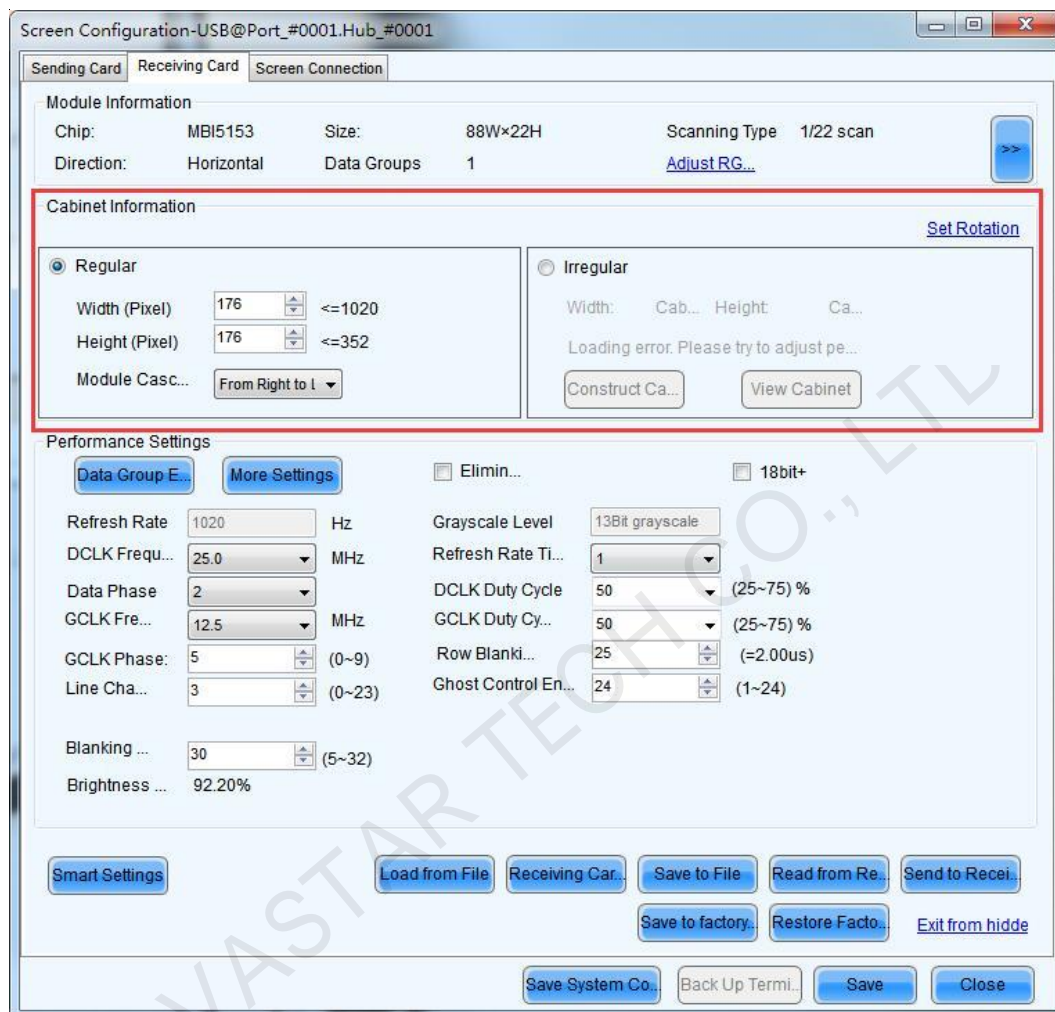 Screen Configuration-USB@Port_#0001.Hub_#0001
Sending Card Receiving Card Screen Connection
Module Information
Chip: MBI5153 Size: 88W×22H Scanning Type 1/22 scan
>>
Direction: Horizontal Data Groups 1 Adjust RG...
Cabinet Information
Set Rotation
Regular Irregular
Width (Pixel) 176 <=1020 Width: Cab... Height: Ca...
Height (Pixel) 176 <=352 Loading error. Please try to adjust pe...
Module Casc... From Right to L Construct Ca... View Cabinet
Performance Settings
Data Group E... More Settings Elimin... 18bit+
Refresh Rate 1020 Hz Grayscale Level 13Bit grayscale
DCLK Frequ... 25.0 MHz Refresh Rate Ti... 1
Data Phase 2 DCLK Duty Cycle 50 (25~75) %
GCLK Fre... 12.5 MHz GCLK Duty Cy... 50 (25~75) %
GCLK Phase: 5 (0~9) Row Blanki... 25 (=2.00us)
Line Cha... 3 (0~23) Ghost Control En... 24 (1~24)
Blanking ... 30 (5~32)
Brightness ... 92.20%
Smart Settings Load from File Receiving Car... Save to File Read from Re... Send to Recei...
Save to factory... Restore Facto... Exit from hidde
Save System Co... Back Up Termi... Save Close
VASTAR TECH CO., LTD